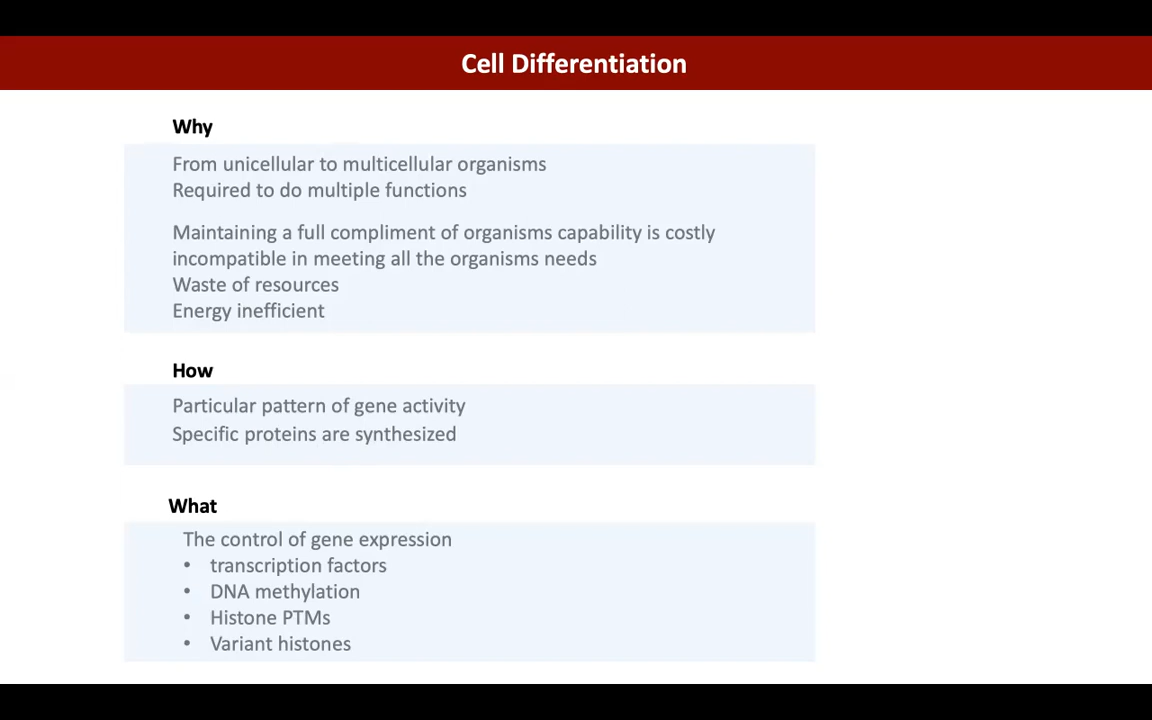 Cell Differentiation
Why
From unicellular to multicellular organisms
Required to do multiple functions
Maintaining a full compliment of organisms capability is costly
incompatible in meeting all the organisms needs
Waste of resources
Energy inefficient
How
Particular pattern of gene activity
Specific proteins are synthesized
What
The control of gene expression
• transcription factors
• DNA methylation
• Histone PTMs
• Variant histones